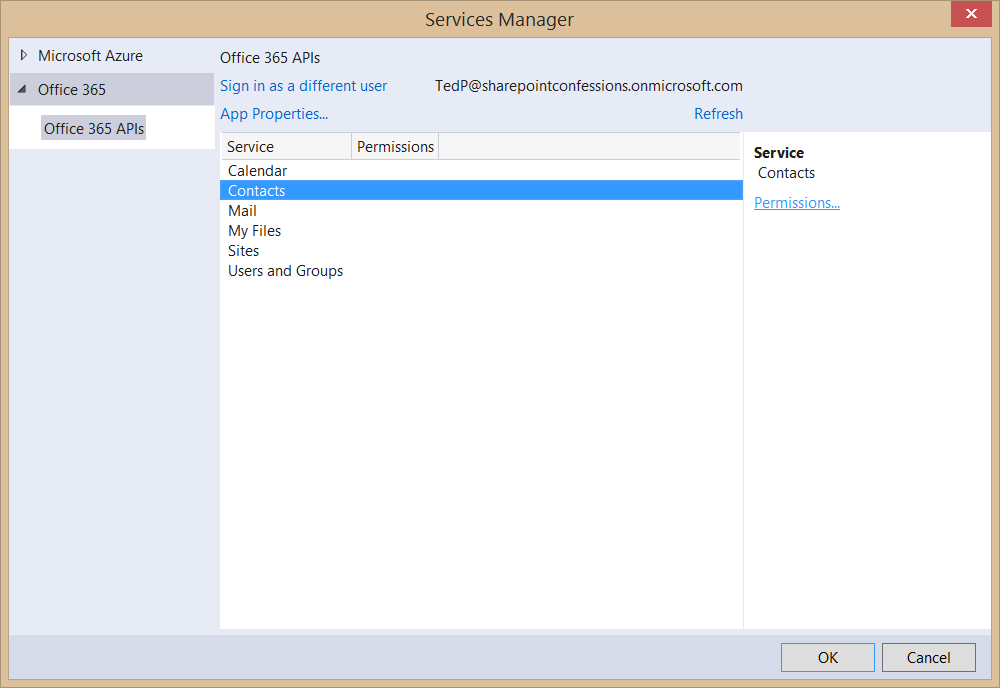 Services Manager
Microsoft Azure
Office 365
Office 365 APIs
Office 365 APIs
Sign in as a different user TedP@sharepointconfessions.onmicrosoft.com
App Properties... Refresh
Service Permissions
Calendar
Contacts
Mail
My Files
Sites
Users and Groups
Service
Contacts
Permissions...
OK Cancel